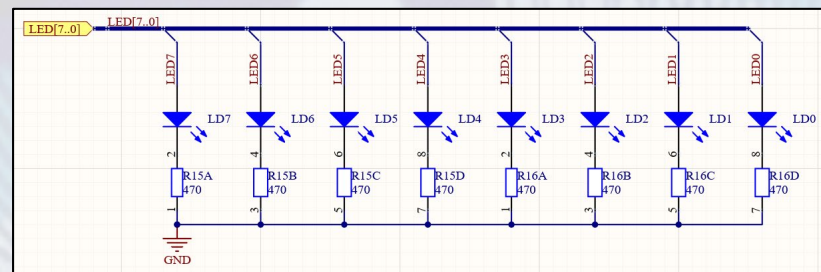 LED[7..0]
LED[7..0]
LED7
LED6
LED5
LED4
LED3
LED2
LED1
LED0
LD7
LD6
LD5
LD4
LD3
LD2
LD1
LD0
2
4
6
8
2
4
6
8
R15A
R15B
R15C
R15D
R16A
R16B
R16C
R16D
470
470
470
470
470
470
470
470
1
3
5
7
1
3
5
7
GND